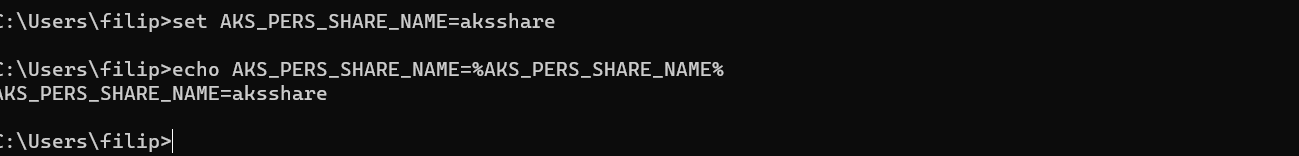 C:\Users\filip>set AKS_PERS_SHARE_NAME=aksshare
C:\Users\filip>echo AKS_PERS_SHARE_NAME=%AKS_PERS_SHARE_NAME%
AKS_PERS_SHARE_NAME=aksshare
C:\Users\filip>